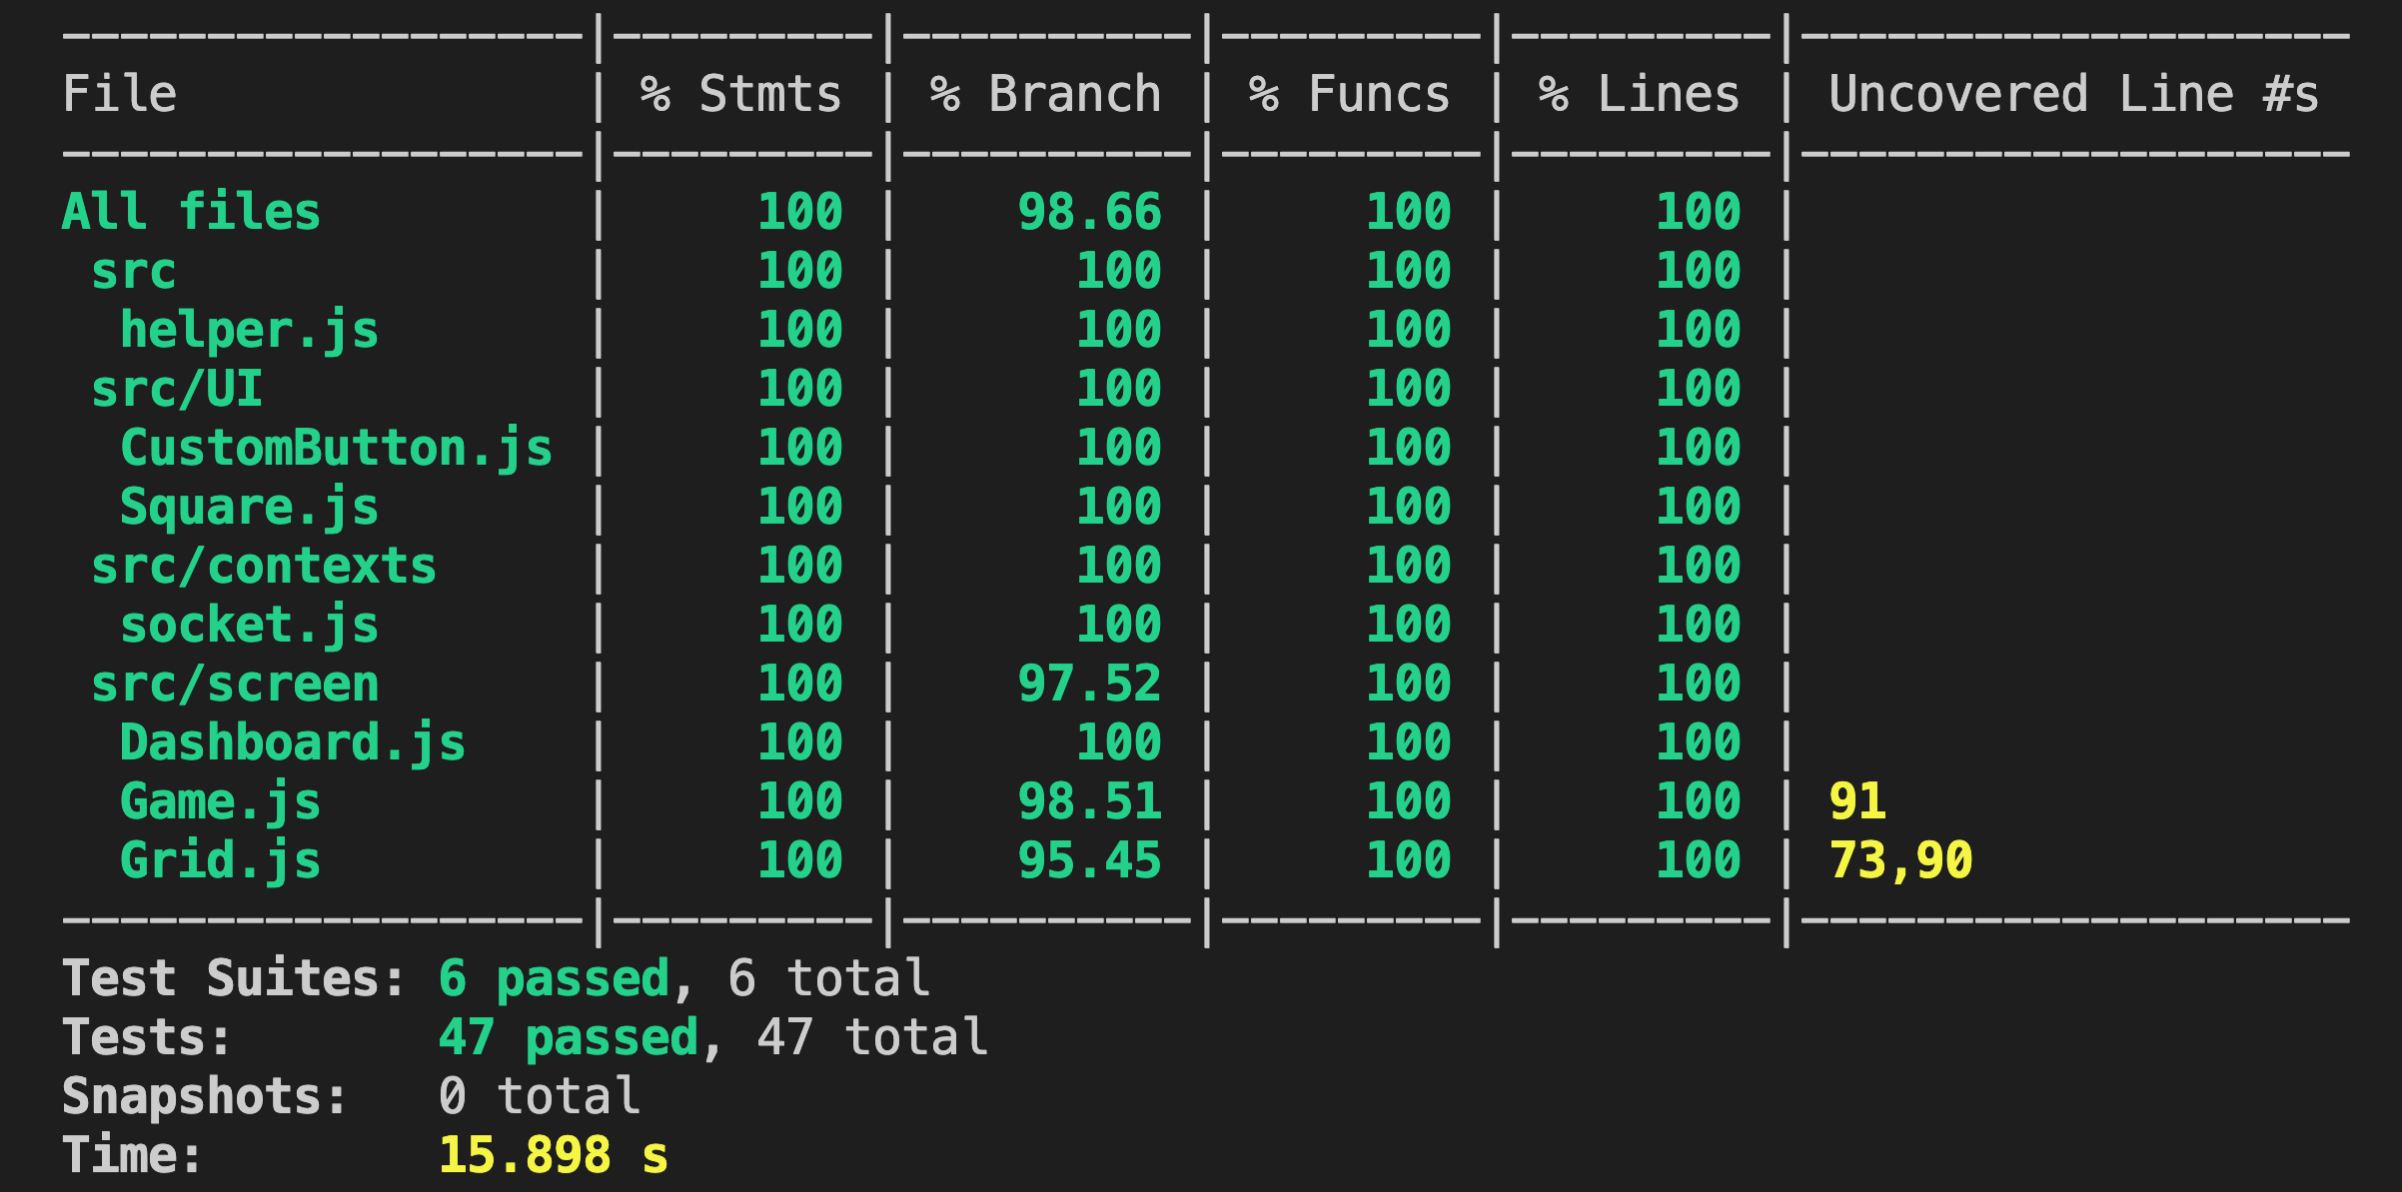 --------------------|---------|----------|---------|---------|-------------------
File                | % Stmts | % Branch | % Funcs | % Lines | Uncovered Line #s
--------------------|---------|----------|---------|---------|-------------------
All files           |     100 |    98.66 |     100 |     100 |
 src                |     100 |      100 |     100 |     100 |
  helper.js         |     100 |      100 |     100 |     100 |
 src/UI             |     100 |      100 |     100 |     100 |
  CustomButton.js   |     100 |      100 |     100 |     100 |
  Square.js         |     100 |      100 |     100 |     100 |
 src/contexts       |     100 |      100 |     100 |     100 |
  socket.js         |     100 |      100 |     100 |     100 |
 src/screen         |     100 |    97.52 |     100 |     100 |
  Dashboard.js      |     100 |      100 |     100 |     100 |
  Game.js           |     100 |    98.51 |     100 |     100 | 91
  Grid.js           |     100 |    95.45 |     100 |     100 | 73,90
--------------------|---------|----------|---------|---------|-------------------
Test Suites: 6 passed, 6 total
Tests:       47 passed, 47 total
Snapshots:   0 total
Time:        15.898 s